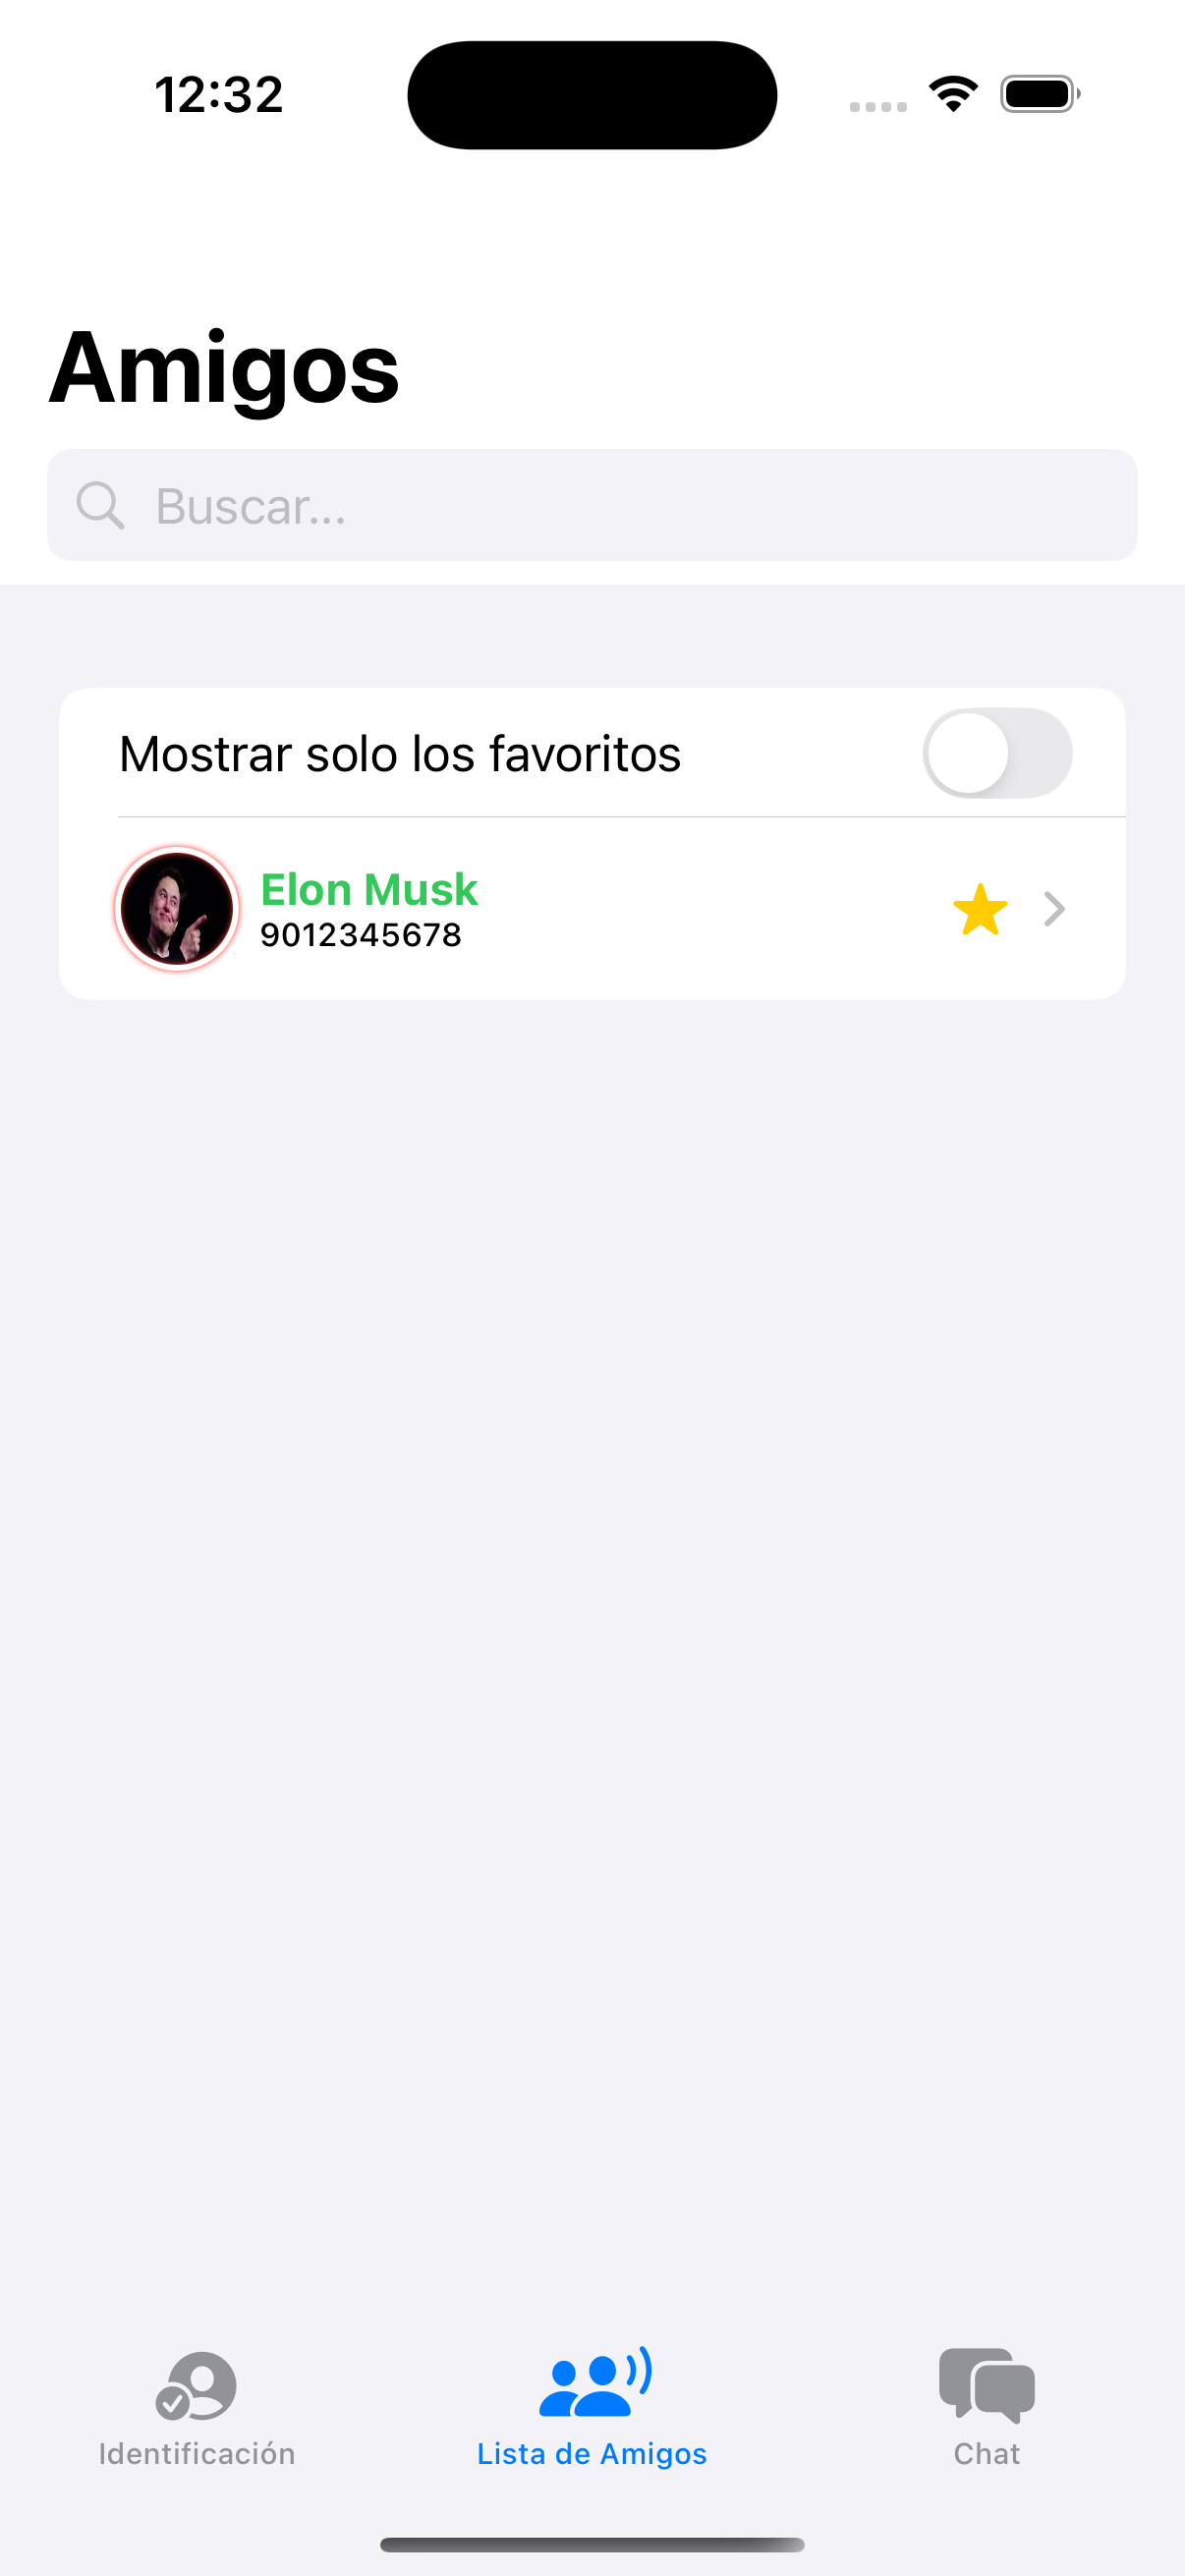 12:32
Amigos
Buscar...
Mostrar solo los favoritos
Elon Musk
9012345678
Identificación
Lista de Amigos
Chat